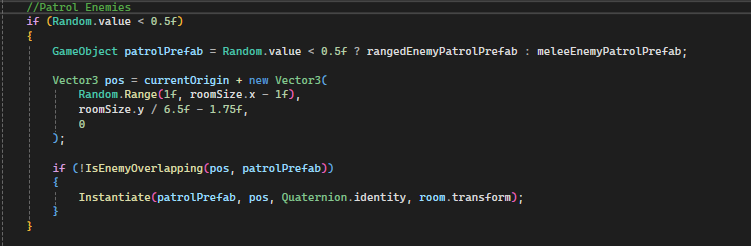 //Patrol Enemies
if (Random.value < 0.5f)
{
GameObject patrolPrefab = Random.value < 0.5f ? rangedEnemyPatrolPrefab : meleeEnemyPatrolPrefab;
Vector3 pos = currentOrigin + new Vector3(
Random.Range(1f, roomSize.x - 1f),
roomSize.y / 6.5f - 1.75f,
0
);
if (!IsEnemyOverlapping(pos, patrolPrefab))
{
Instantiate(patrolPrefab, pos, Quaternion.identity, room.transform);
}
}